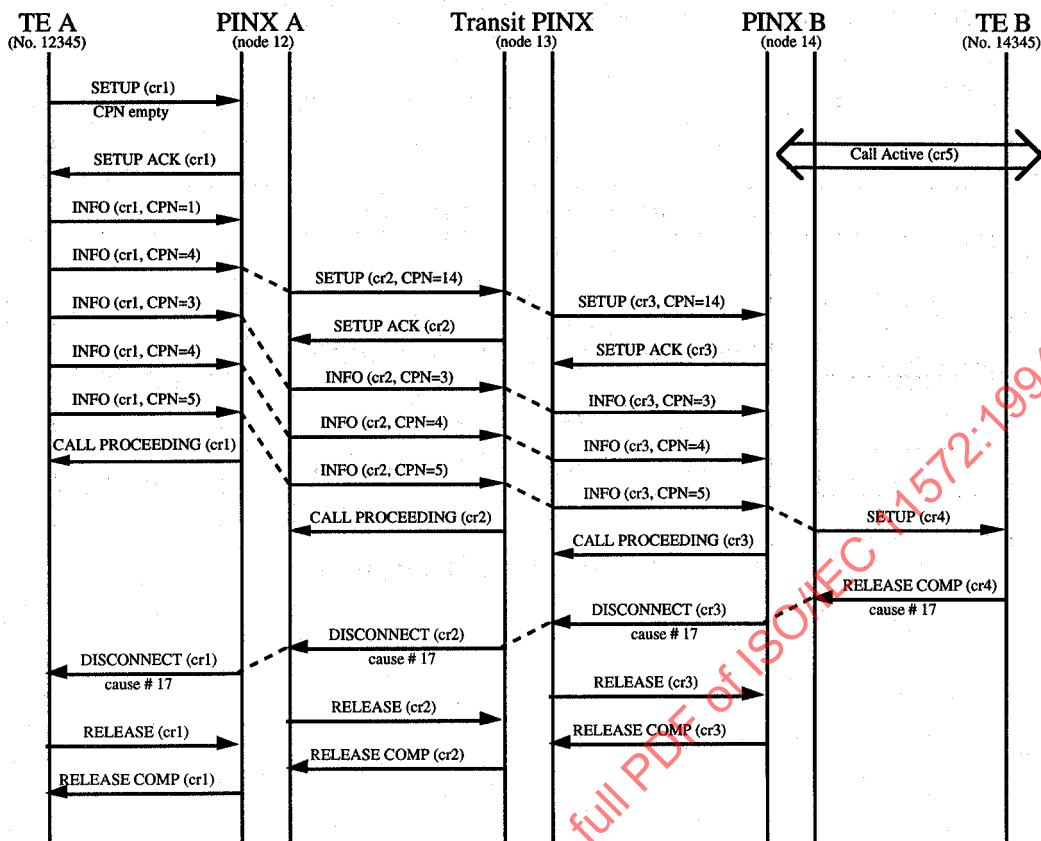 TE A
(No. 12345)
PINX A
(node 12)
Transit PINX
(node 13)
PINX B
(node 14)
TE B
(No. 14345)
SETUP (cr1)
CPN empty
Call Active (cr5)
SETUP ACK (cr1)
INFO (cr1, CPN=1)
INFO (cr1, CPN=4)
SETUP (cr2, CPN=14)
INFO (cr1, CPN=3)
SETUP (cr3, CPN=14)
SETUP ACK (cr2)
INFO (cr1, CPN=4)
SETUP ACK (cr3)
INFO (cr2, CPN=3)
INFO (cr1, CPN=5)
INFO (cr3, CPN=3)
INFO (cr2, CPN=4)
CALL PROCEEDING (cr1)
INFO (cr3, CPN=4)
INFO (cr2, CPN=5)
INFO (cr3, CPN=5)
CALL PROCEEDING (cr2)
SETUP (cr4)
CALL PROCEEDING (cr3)
RELEASE COMP (cr4)
cause # 17
DISCONNECT (cr3)
cause # 17
DISCONNECT (cr2)
cause # 17
DISCONNECT (cr1)
cause # 17
RELEASE (cr3)
RELEASE (cr2)
RELEASE (cr1)
RELEASE COMP (cr3)
RELEASE COMP (cr2)
RELEASE COMP (cr1)
full PDF of ISO/IEC 11572:199